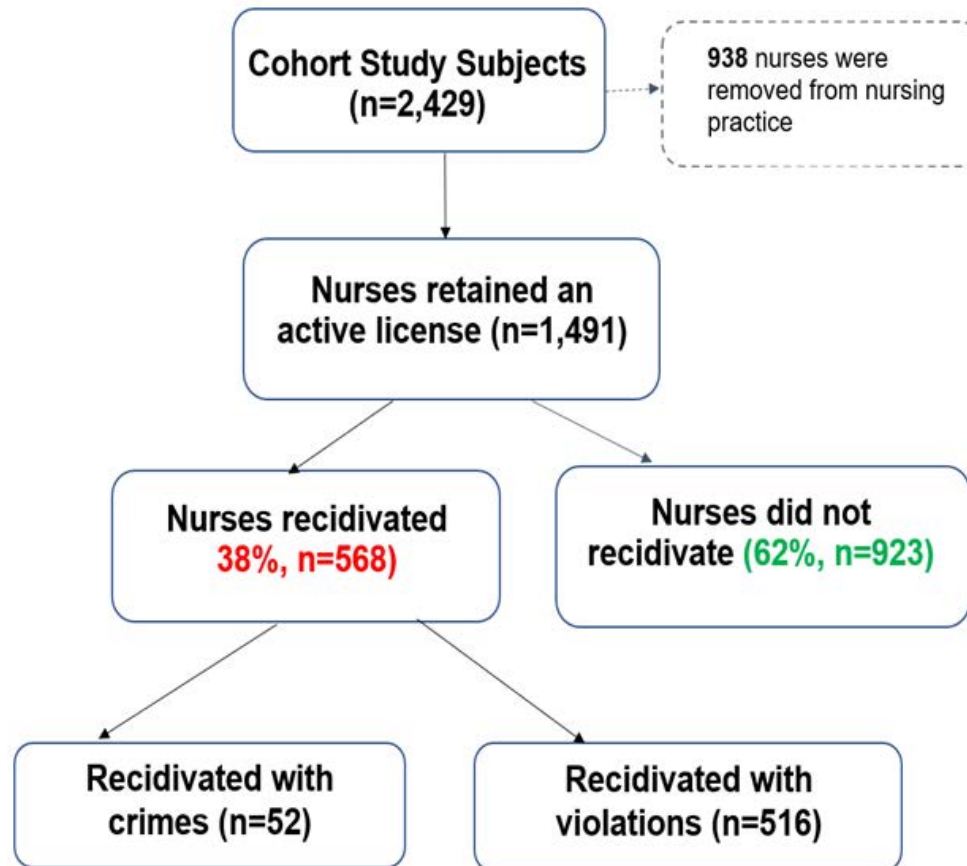 Cohort Study Subjects
(n=2,429)
938 nurses were
removed from nursing
practice
Nurses retained an
active license (n=1,491)
Nurses recidivated
38%, n=568)
Nurses did not
recidivate (62%, n=923)
Recidivated with
crimes (n=52)
Recidivated with
violations (n=516)